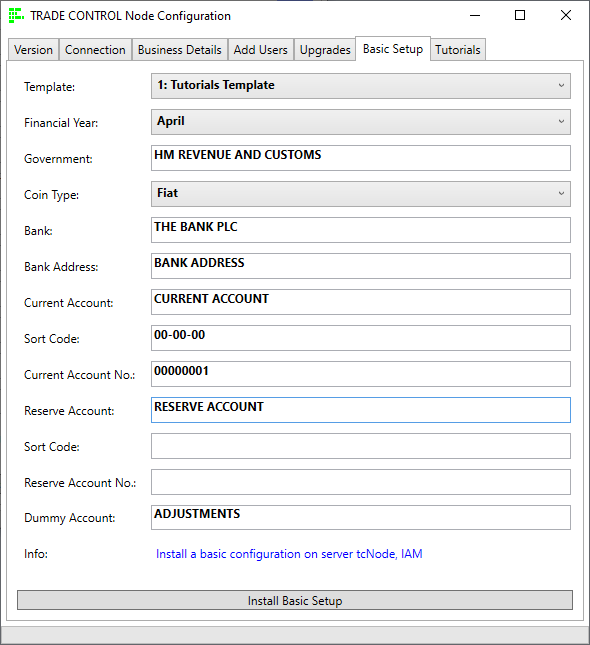 TRADE CONTROL Node Configuration
Version Connection Business Details Add Users Upgrades Basic Setup Tutorials
Template: 1: Tutorials Template
Financial Year: April
Government: HM REVENUE AND CUSTOMS
Coin Type: Fiat
Bank: THE BANK PLC
Bank Address: BANK ADDRESS
Current Account: CURRENT ACCOUNT
Sort Code: 00-00-00
Current Account No.: 00000001
Reserve Account: RESERVE ACCOUNT
Sort Code:
Reserve Account No.:
Dummy Account: ADJUSTMENTS
Info: Install a basic configuration on server tcNode, IAM
Install Basic Setup